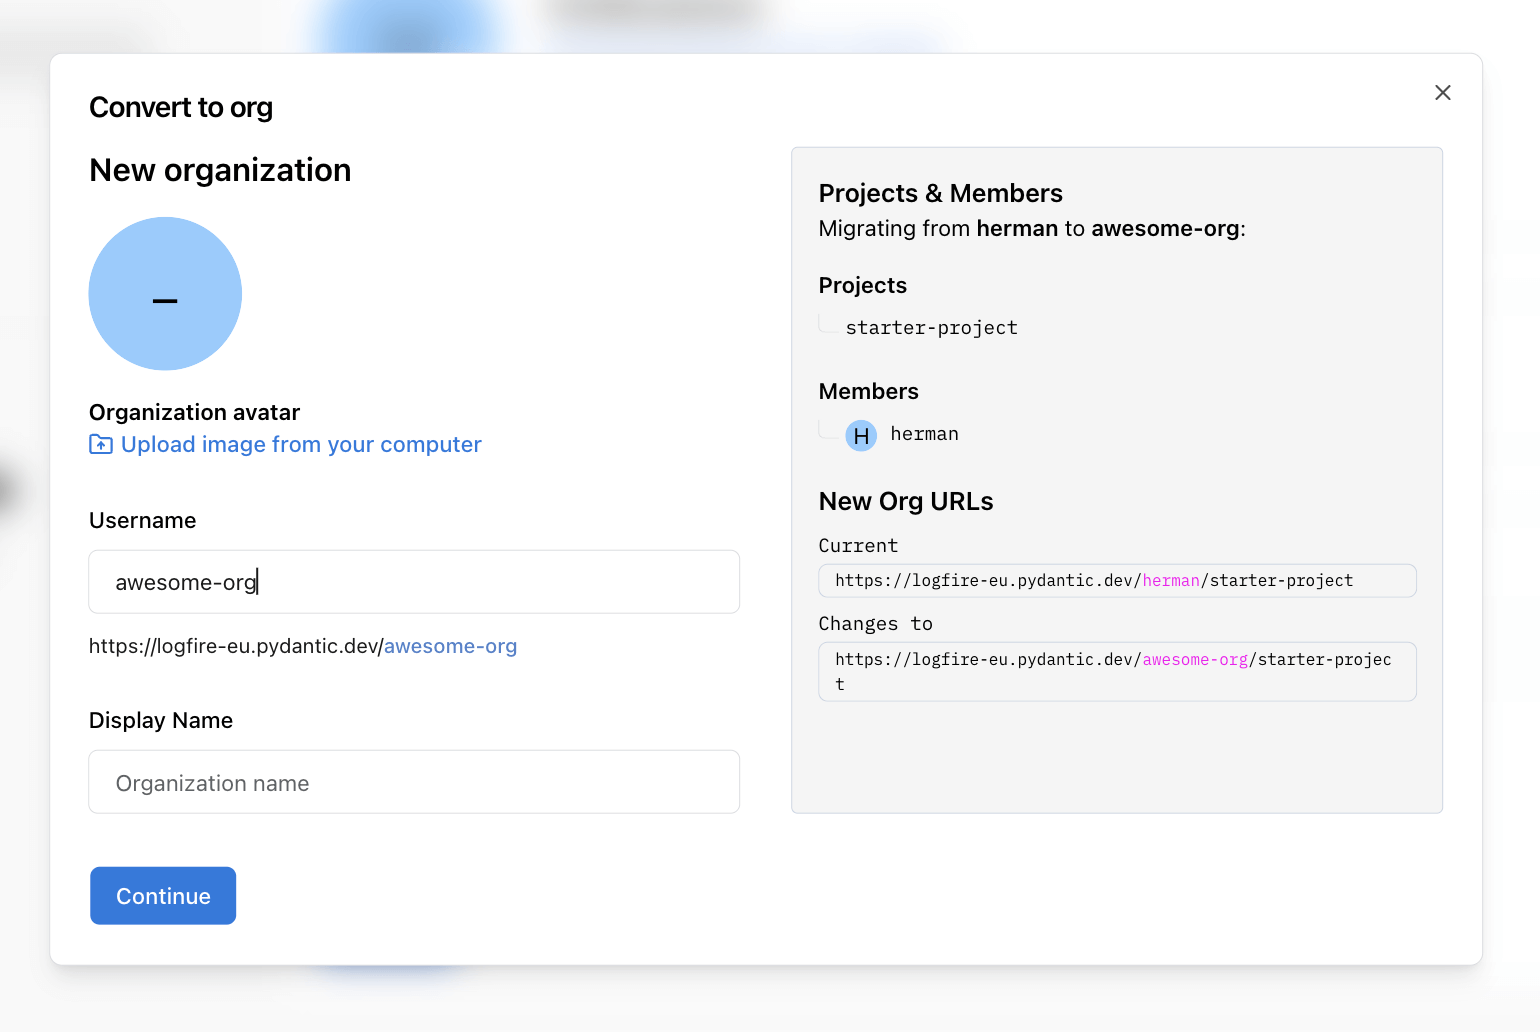 Convert to org
New organization
–
Organization avatar
Upload image from your computer
Username
awesome-org
https://logfire-eu.pydantic.dev/awesome-org
Display Name
Organization name
Continue
Projects & Members
Migrating from herman to awesome-org:
Projects
starter-project
Members
H herman
New Org URLs
Current
https://logfire-eu.pydantic.dev/herman/starter-project
Changes to
https://logfire-eu.pydantic.dev/awesome-org/starter-projec
t